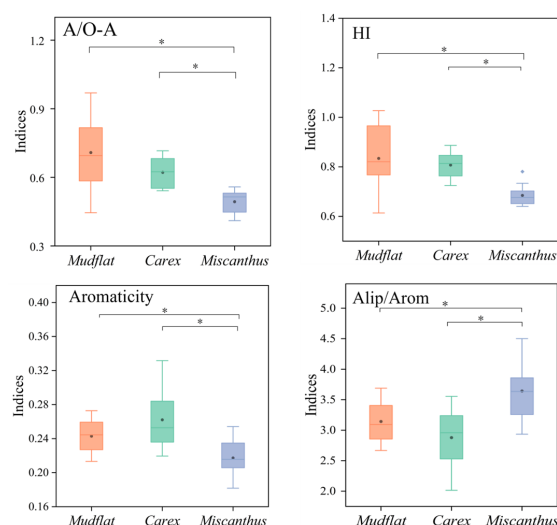 A/O-A
*
*
Indices
1.2
0.9
0.6
0.3
Mudflat Carex Miscanthus
HI
*
*
Indices
1.4
1.2
1.0
0.8
0.6
Mudflat Carex Miscanthus
Aromaticity
*
*
Indices
0.40
0.36
0.32
0.28
0.24
0.20
0.16
Mudflat Carex Miscanthus
Alip/Arom
*
*
Indices
5.0
4.5
4.0
3.5
3.0
2.5
2.0
Mudflat Carex Miscanthus